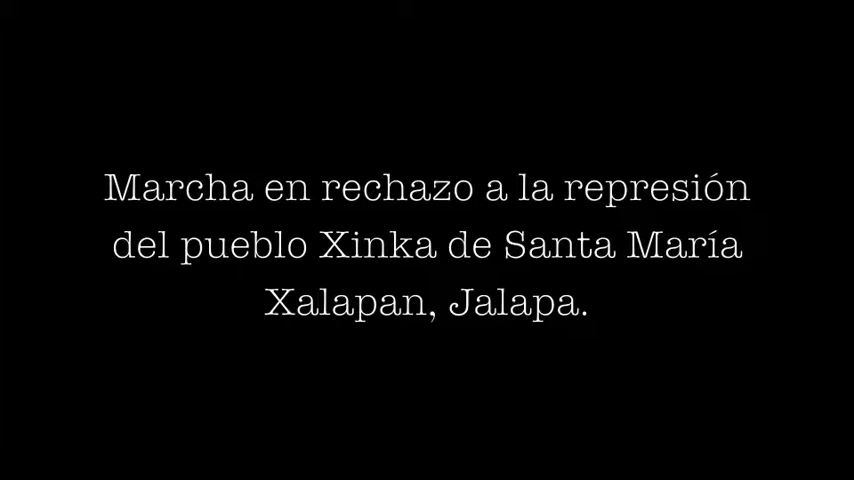 Marcha en rechazo a la represión
del pueblo Xinka de Santa María
Xalapan, Jalapa.